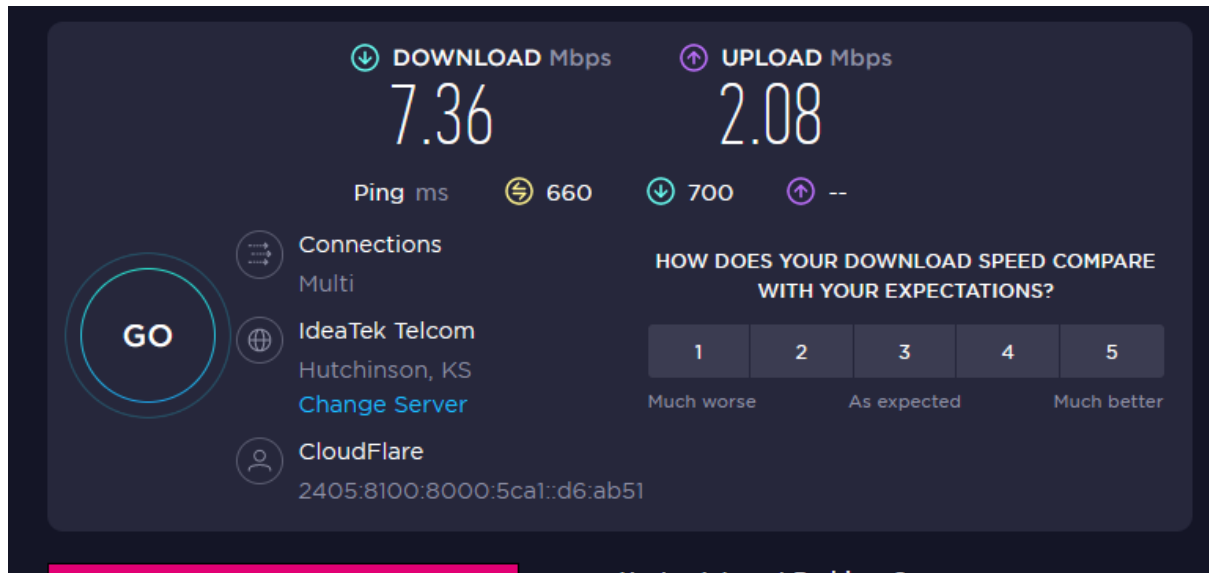 DOWNLOAD Mbps
7.36
UPLOAD Mbps
2.08
Ping ms 660 700 --
Connections
Multi
GO
IdeaTek Telcom
Hutchinson, KS
Change Server
CloudFlare
2405:8100:8000:5ca1::d6:ab51
HOW DOES YOUR DOWNLOAD SPEED COMPARE
WITH YOUR EXPECTATIONS?
1 2 3 4 5
Much worse As expected Much better